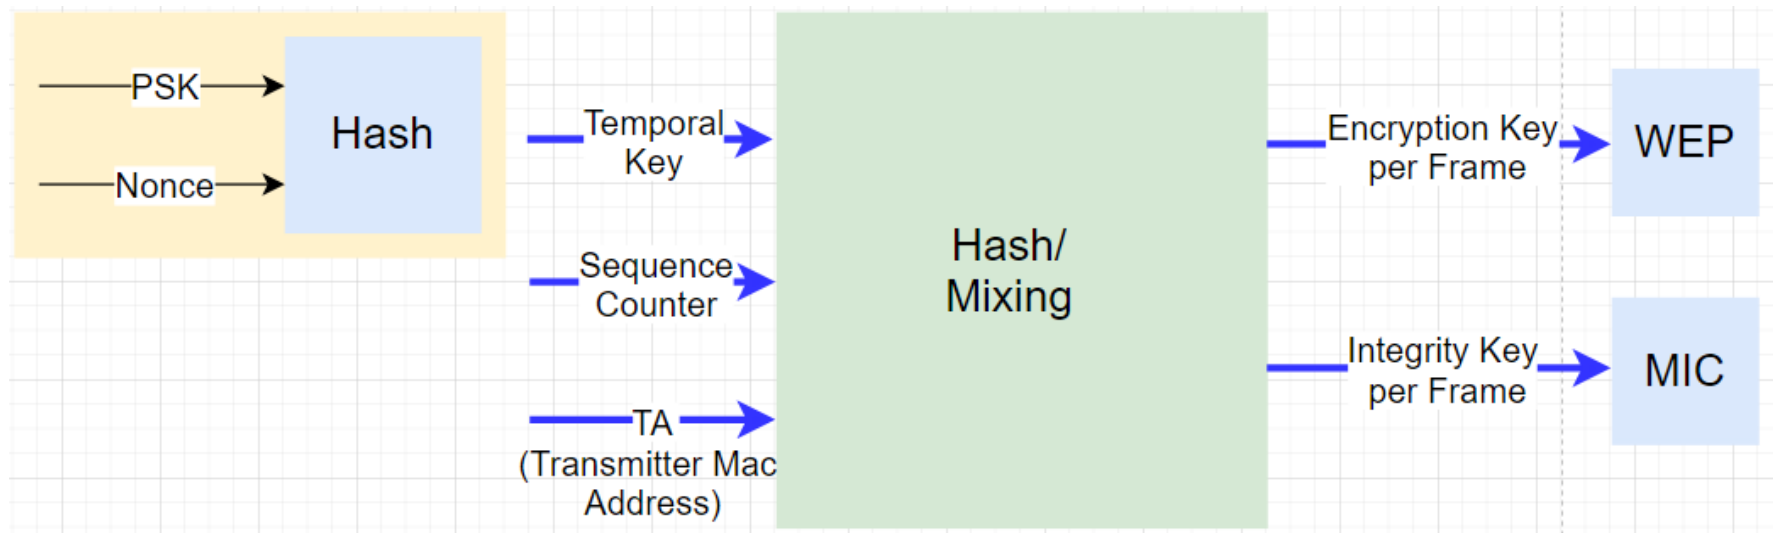 PSK
Nonce
Hash
Temporal
Key
Sequence
Counter
TA
(Transmitter Mac
Address)
Hash/
Mixing
Encryption Key
per Frame
Integrity Key
per Frame
WEP
MIC